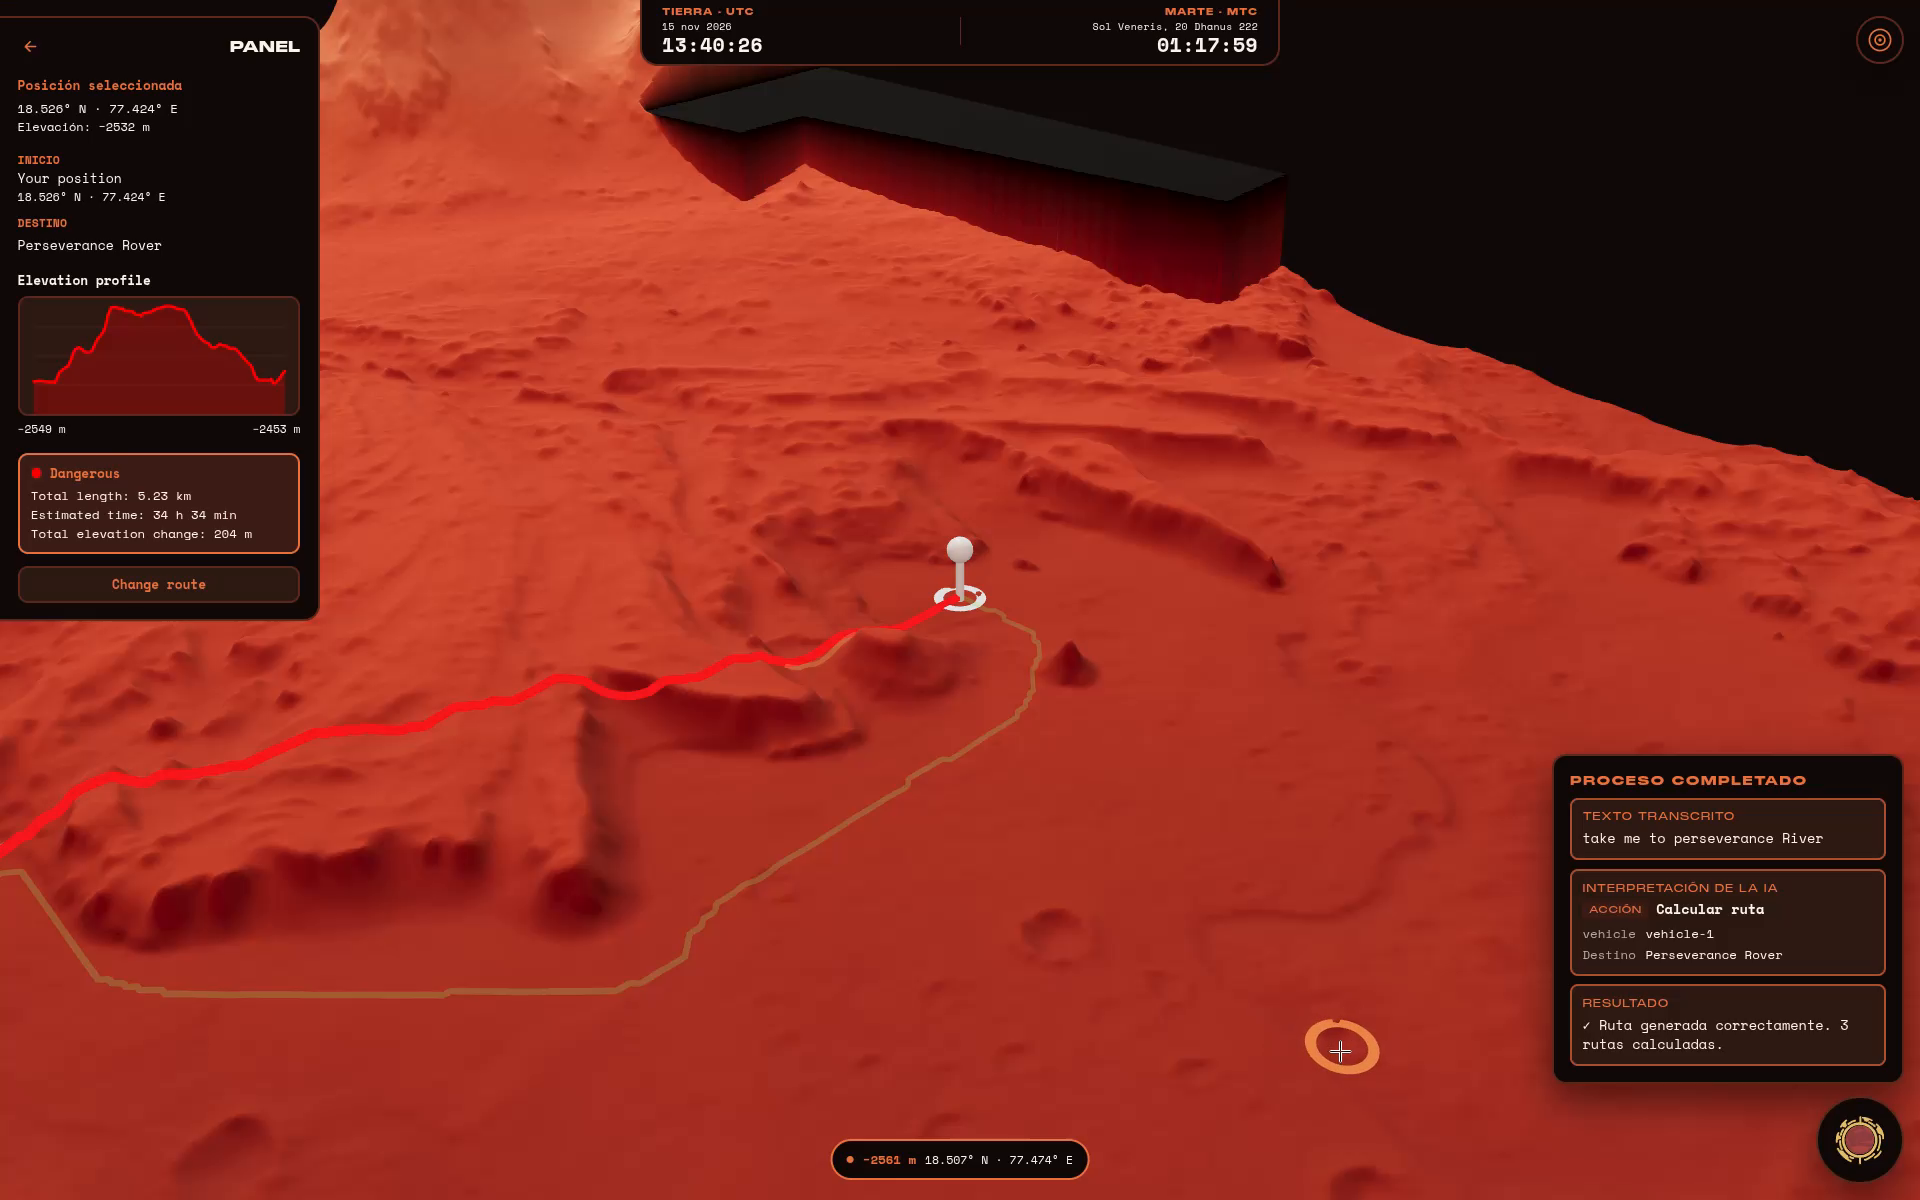 PANEL
Posición seleccionada
18.526° N · 77.424° E
Elevación: -2532 m
INICIO
Your position
18.526° N · 77.424° E
DESTINO
Perseverance Rover
Elevation profile
-2549 m
-2453 m
Dangerous
Total length: 5.23 km
Estimated time: 34 h 34 min
Total elevation change: 204 m
Change route
TIERRA - UTC
15 nov 2026
13:40:26
MARTE - MTC
Sol Veneris, 20 Dhanus 222
01:17:59
PROCESO COMPLETADO
TEXTO TRANSCRITO
take me to perseverance River
INTERPRETACIÓN DE LA IA
ACCIÓN Calcular ruta
vehicle vehicle-1
Destino Perseverance Rover
RESULTADO
✓ Ruta generada correctamente. 3
rutas calculadas.
-2561 m 18.507° N · 77.474° E